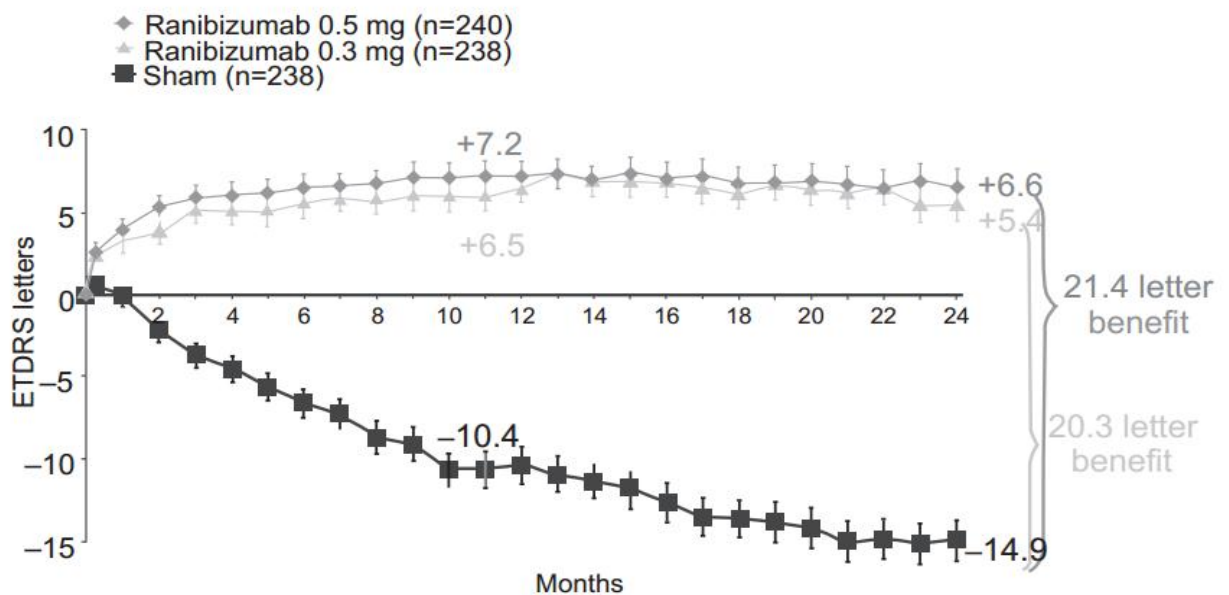 Ranibizumab 0.5 mg (n=240)
Ranibizumab 0.3 mg (n=238)
Sham (n=238)
ETDRS letters
10
5
0
–5
–10
–15
+7.2
+6.5
–10.4
+6.6
+5.4
–14.9
2 4 6 8 10 12 14 16 18 20 22 24
Months
21.4 letter
benefit
20.3 letter
benefit